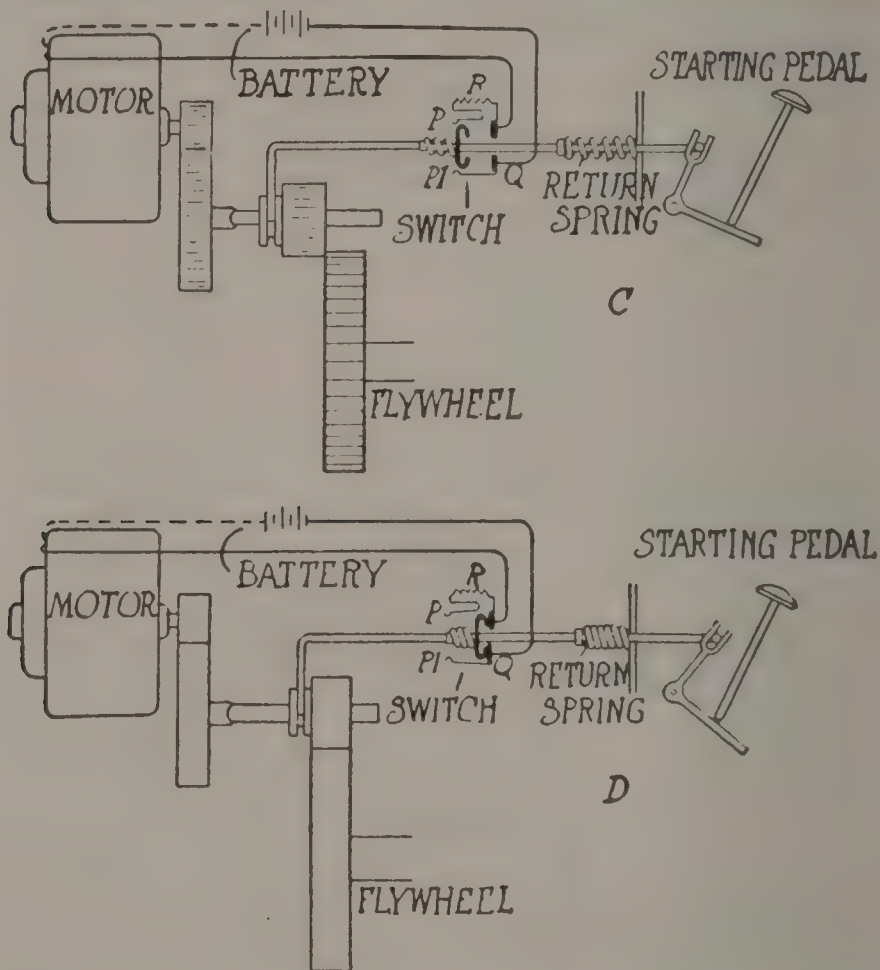 STARTING PEDAL
MOTOR
BATTERY
R
P
P1
Q
RETURN
SPRING
SWITCH
C
FLYWHEEL
STARTING PEDAL
BATTERY
R
MOTOR
P
P1
Q
RETURN
SPRING
SWITCH
D
FLYWHEEL